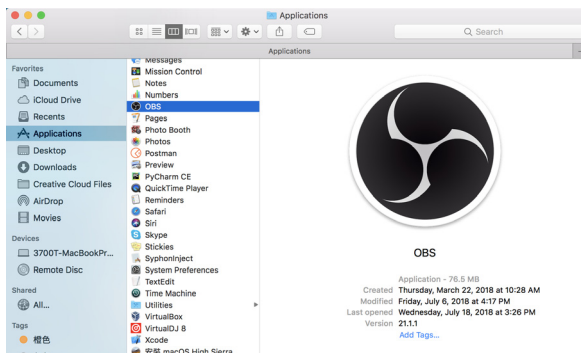 Applications
Search
Applications
Favorites
Documents
iCloud Drive
Recents
Applications
Desktop
Downloads
Creative Cloud Files
AirDrop
Movies
Devices
3700T-MacBookPr...
Remote Disc
Shared
All...
Tags
橙色
Messages
Mission Control
Notes
Numbers
OBS
Pages
Photo Booth
Photos
Postman
Preview
PyCharm CE
QuickTime Player
Reminders
Safari
Siri
Skype
Stickies
SyphonInject
System Preferences
TextEdit
Time Machine
Utilities
VirtualBox
VirtualDJ 8
Xcode
安装 macOS High Sierra
OBS
Application - 76.5 MB
Created Thursday, March 22, 2018 at 10:28 AM
Modified Friday, July 6, 2018 at 4:17 PM
Last opened Wednesday, July 18, 2018 at 3:26 PM
Version 21.1.1
Add Tags...